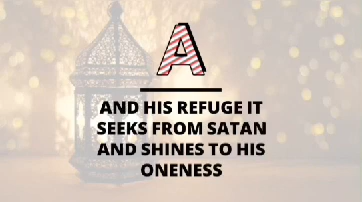 A
AND HIS REFUGE IT
SEEKS FROM SATAN
AND SHINES TO HIS
ONENESS